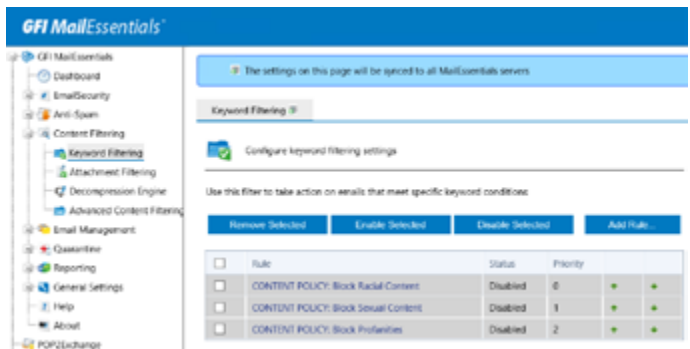 GFI MailEssentials
GFI MailEssentials
Dashboard
EmailSecurity
Anti-Spam
Content Filtering
Keyword Filtering
Attachment Filtering
Decompression Engine
Advanced Content Filtering
Email Management
Quarantine
Reporting
General Settings
Help
About
POP2Exchange
The settings on this page will be synced to all MailEssentials servers
Keyword Filtering
Configure keyword filtering settings
Use this filter to take action on emails that meet specific keyword conditions
Remove Selected Enable Selected Disable Selected Add Rule...
Rule Status Priority
CONTENT POLICY: Block Racial Content Disabled 0
CONTENT POLICY: Block Sexual Content Disabled 1
CONTENT POLICY: Block Profanities Disabled 2